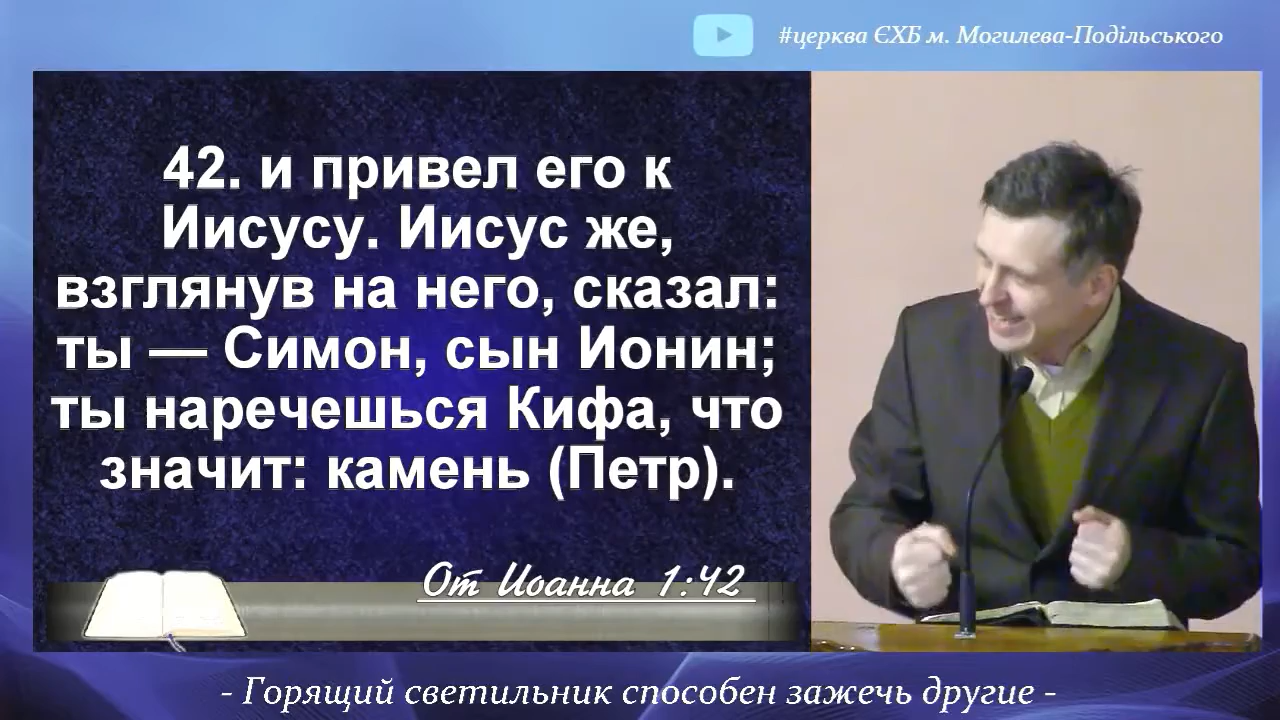 #церква ЄХБ м. Могилева-Подільського
42. и привел его к
Иисусу. Иисус же,
взглянув на него, сказал:
ты — Симон, сын Ионин;
ты наречешься Кифа, что
значит: камень (Петр).
От Иоанна 1:42
- Горящий светильник способен зажечь другие -